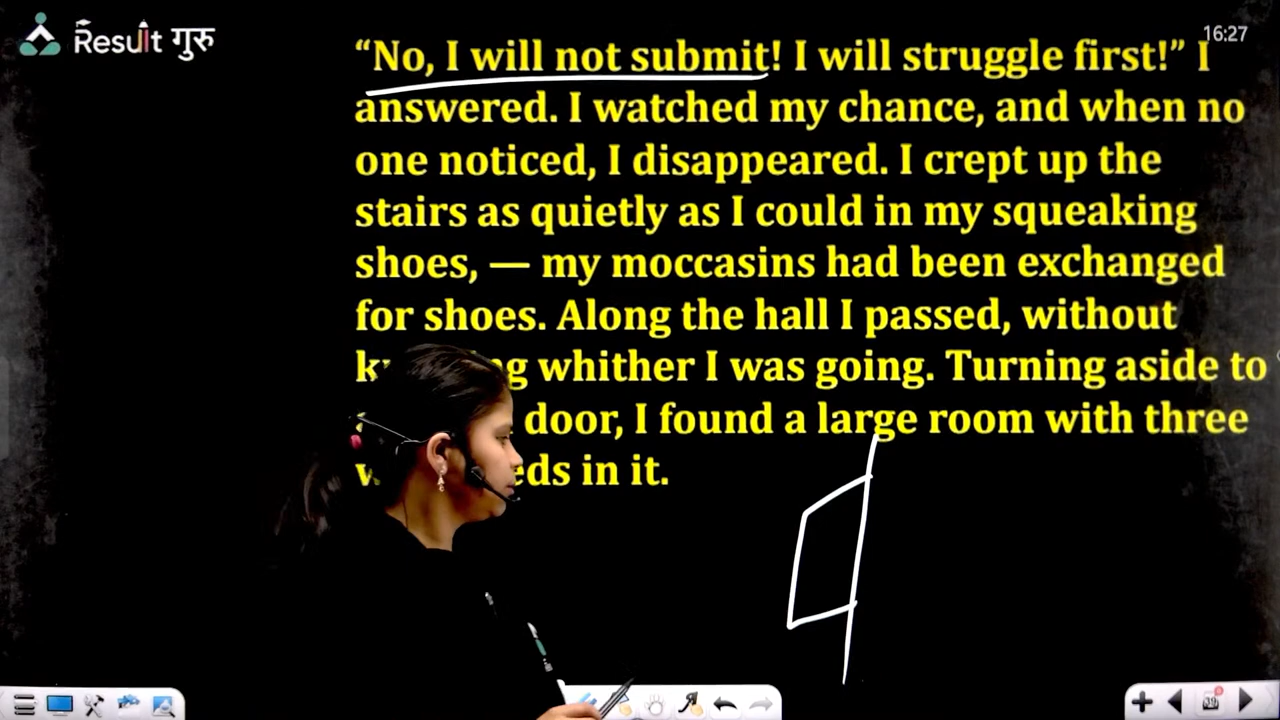 Result गुरु
16:27
“No, I will not submit! I will struggle first!” I
answered. I watched my chance, and when no
one noticed, I disappeared. I crept up the
stairs as quietly as I could in my squeaking
shoes, — my moccasins had been exchanged
for shoes. Along the hall I passed, without
whither I was going. Turning aside to
door, I found a large room with three
in it.